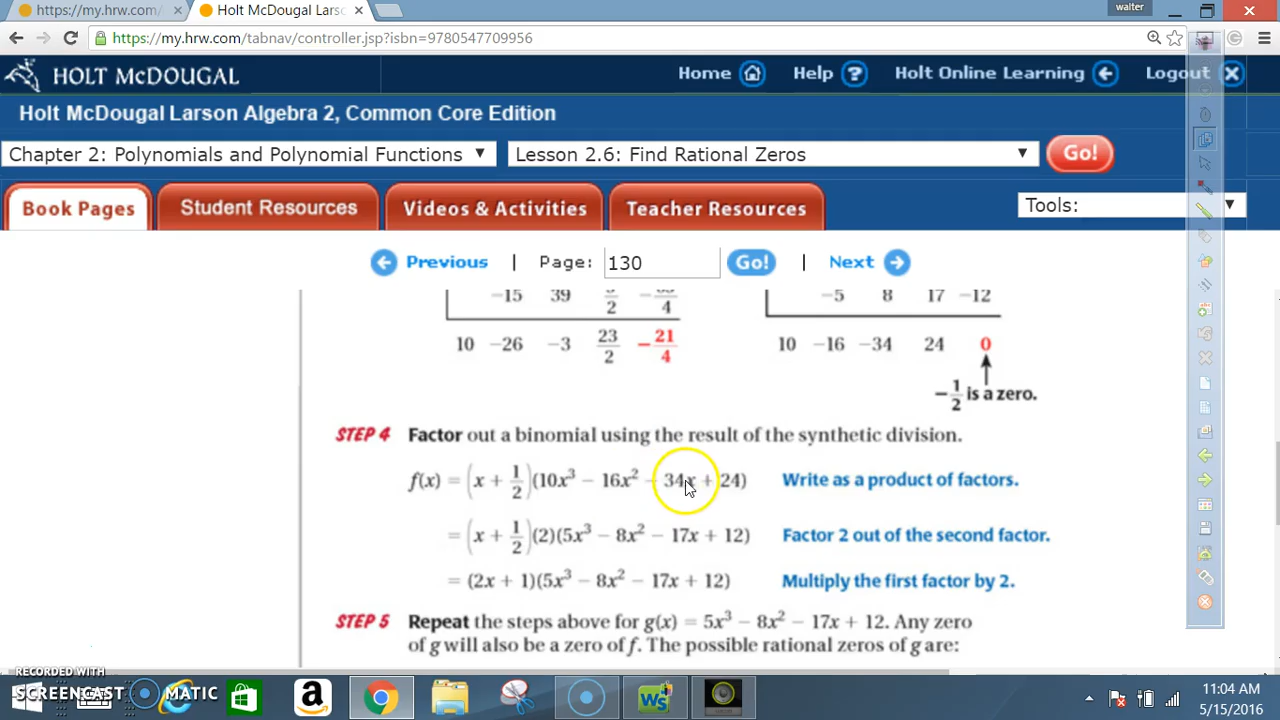 https://my.hrw.com/
Holt McDougal Lars
walter
https://my.hrw.com/tabnav/controller.jsp?isbn=9780547709956
HOLT MCDOUGAL
Home
Help ?
Holt Online Learning
Logout
Holt McDougal Larson Algebra 2, Common Core Edition
Chapter 2: Polynomials and Polynomial Functions
Lesson 2.6: Find Rational Zeros
Go!
Book Pages
Student Resources
Videos & Activities
Teacher Resources
Tools:
Previous | Page: 130 Go! | Next
−15 39 /2 /4
10 −26 −3 23/2 −21/4
−5 8 17 −12
10 −16 −34 24 0
−1/2 is a zero.
STEP 4 Factor out a binomial using the result of the synthetic division.
f(x) = (x + 1/2)(10x³ − 16x² − 34x + 24) Write as a product of factors.
= (x + 1/2)(2)(5x³ − 8x² − 17x + 12) Factor 2 out of the second factor.
= (2x + 1)(5x³ − 8x² − 17x + 12) Multiply the first factor by 2.
STEP 5 Repeat the steps above for g(x) = 5x³ − 8x² − 17x + 12. Any zero
of g will also be a zero of f. The possible rational zeros of g are:
RECORDED WITH
SCREENCAST MATIC
a
WS
11:04 AM
5/15/2016